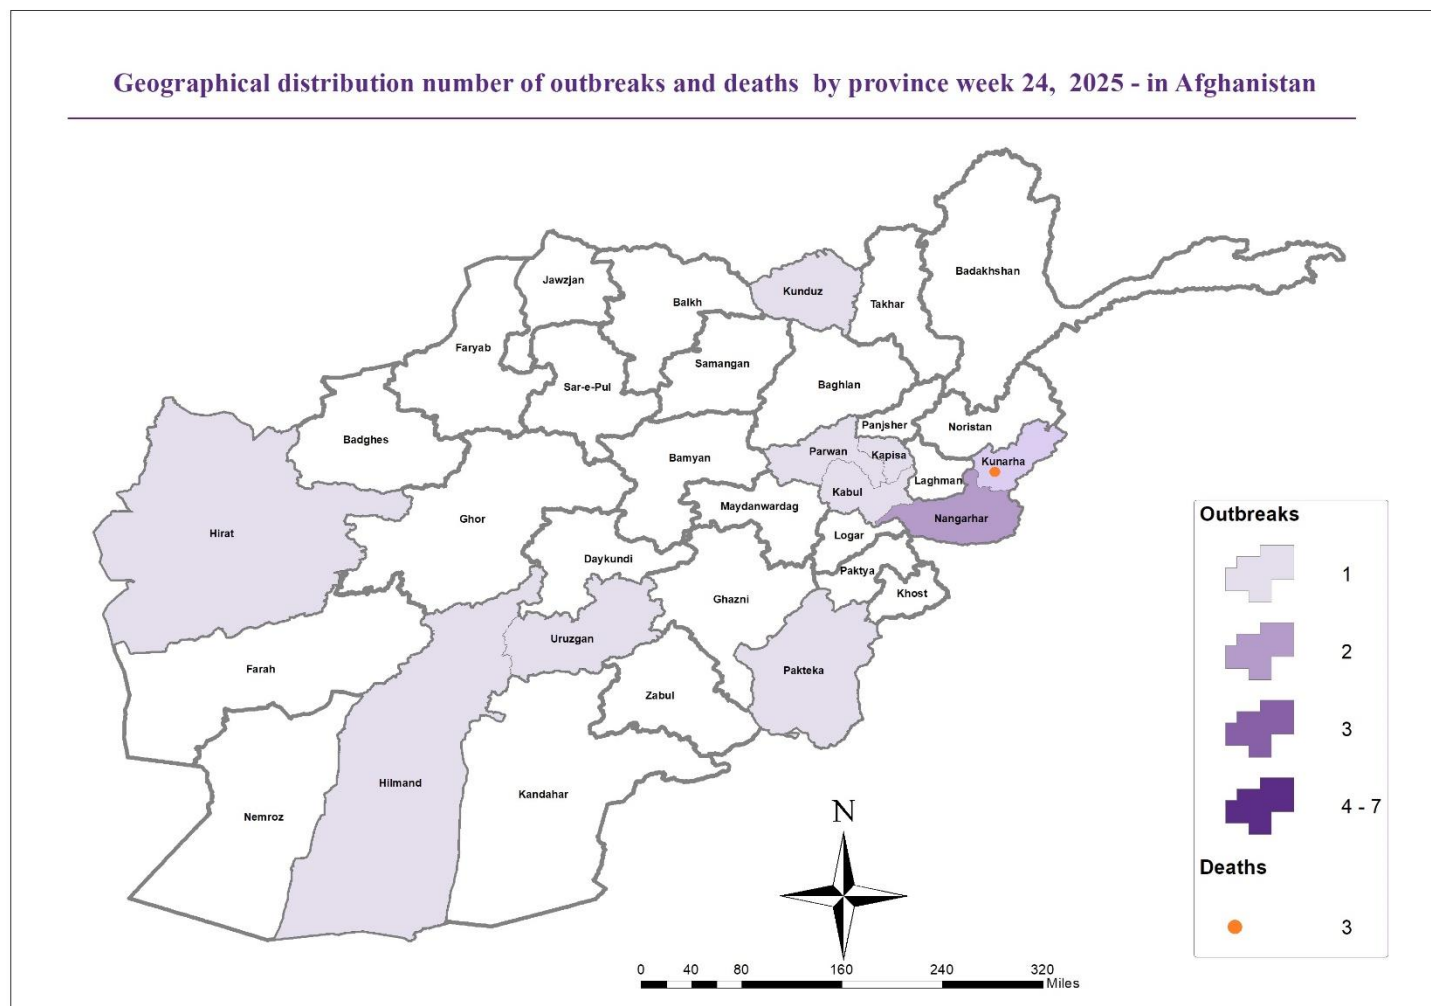 Geographical distribution number of outbreaks and deaths by province week 24, 2025 - in Afghanistan
Badakhshan
Jawzjan
Kunduz
Balkh
Takhar
Faryab
Samangan
Sar-e-Pul
Baghlan
Panjsher
Noristan
Badghes
Parwan
Kapisa
Bamyan
Kunarha
Laghman
Kabul
Maydanwardag
Nangarhar
Ghor
Hirat
Logar
Daykundi
Paktya
Khost
Ghazni
Uruzgan
Farah
Pakteka
Zabul
Hilmand
Kandahar
Nemroz
Outbreaks
1
2
3
4 - 7
Deaths
3
N
0 40 80 160 240 320
Miles